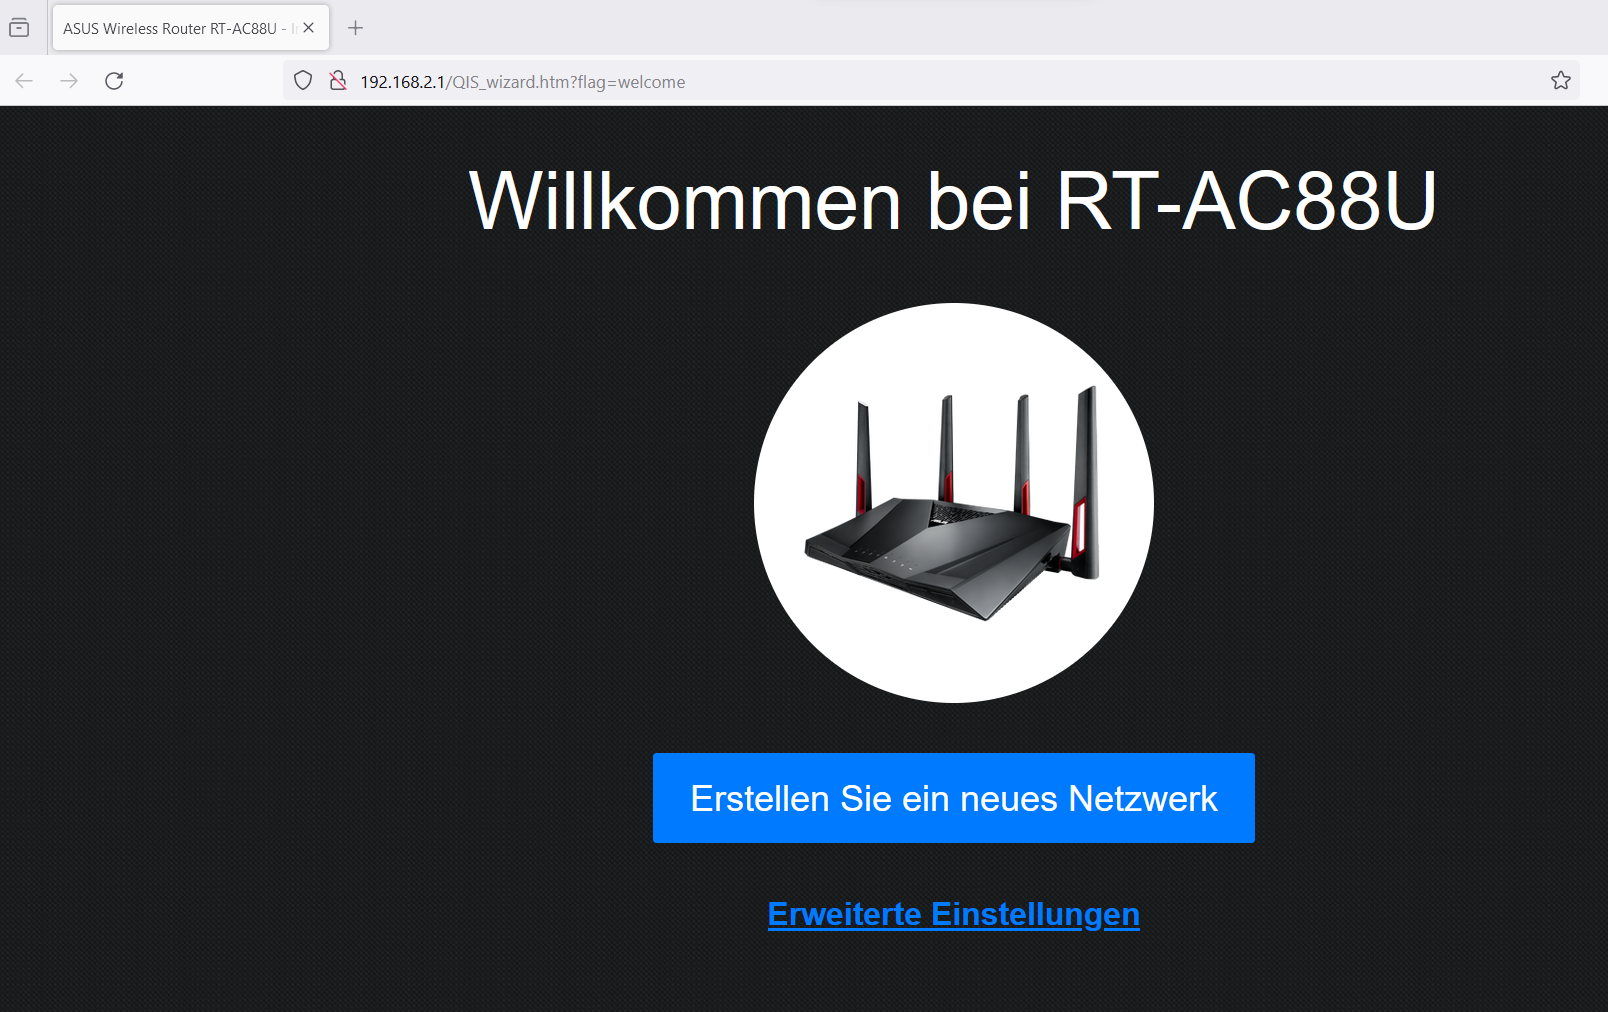 ASUS Wireless Router RT-AC88U -
192.168.2.1/QIS_wizard.htm?flag=welcome
Willkommen bei RT-AC88U
Erstellen Sie ein neues Netzwerk
Erweiterte Einstellungen